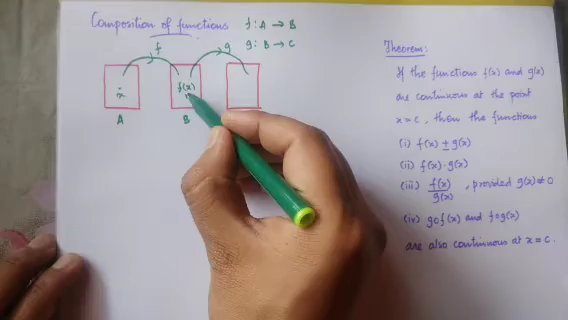 Composition of functions
f: A → B
g: B → C
f
g
x
f(x)
A
B
Theorem:
If the functions f(x) and g(x)
are continuous at the point
x=c, then the functions
(i) f(x) ± g(x)
(ii) f(x) · g(x)
(iii) f(x)/g(x), provided g(x)≠0
(iv) gof(x) and fog(x)
are also continuous at x=c.